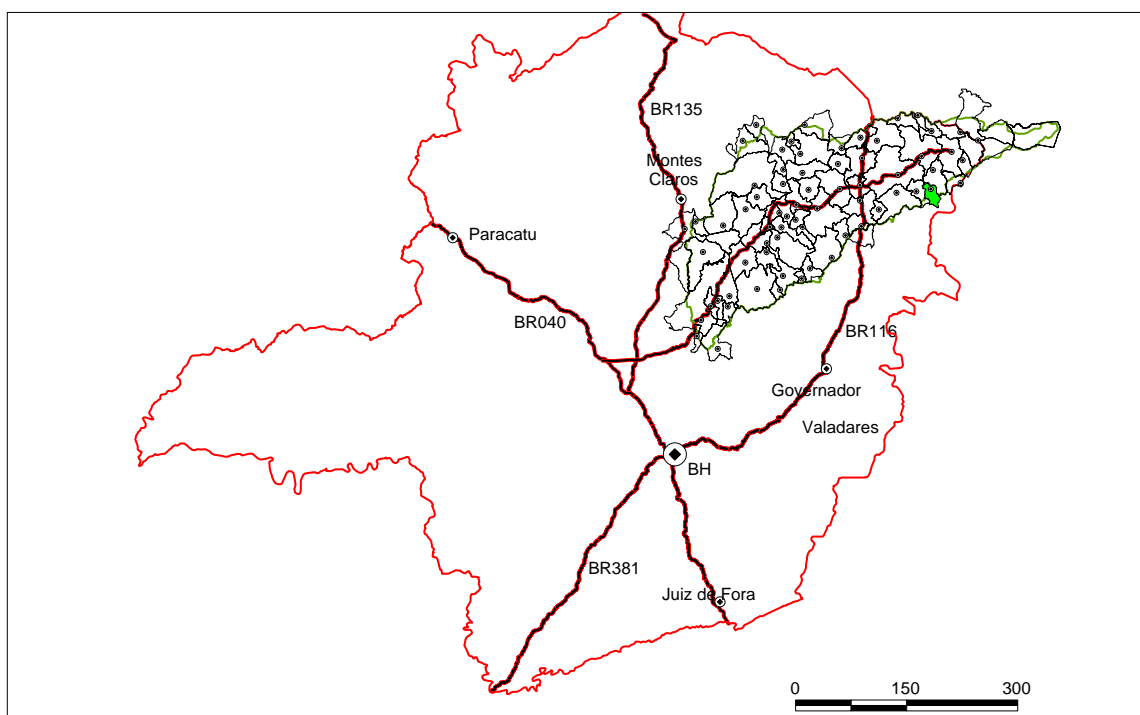 BR135
Montes
Claros
Paracatu
BR040
BR116
Governador
Valadares
BH
BR381
Juiz de Fora
0 150 300